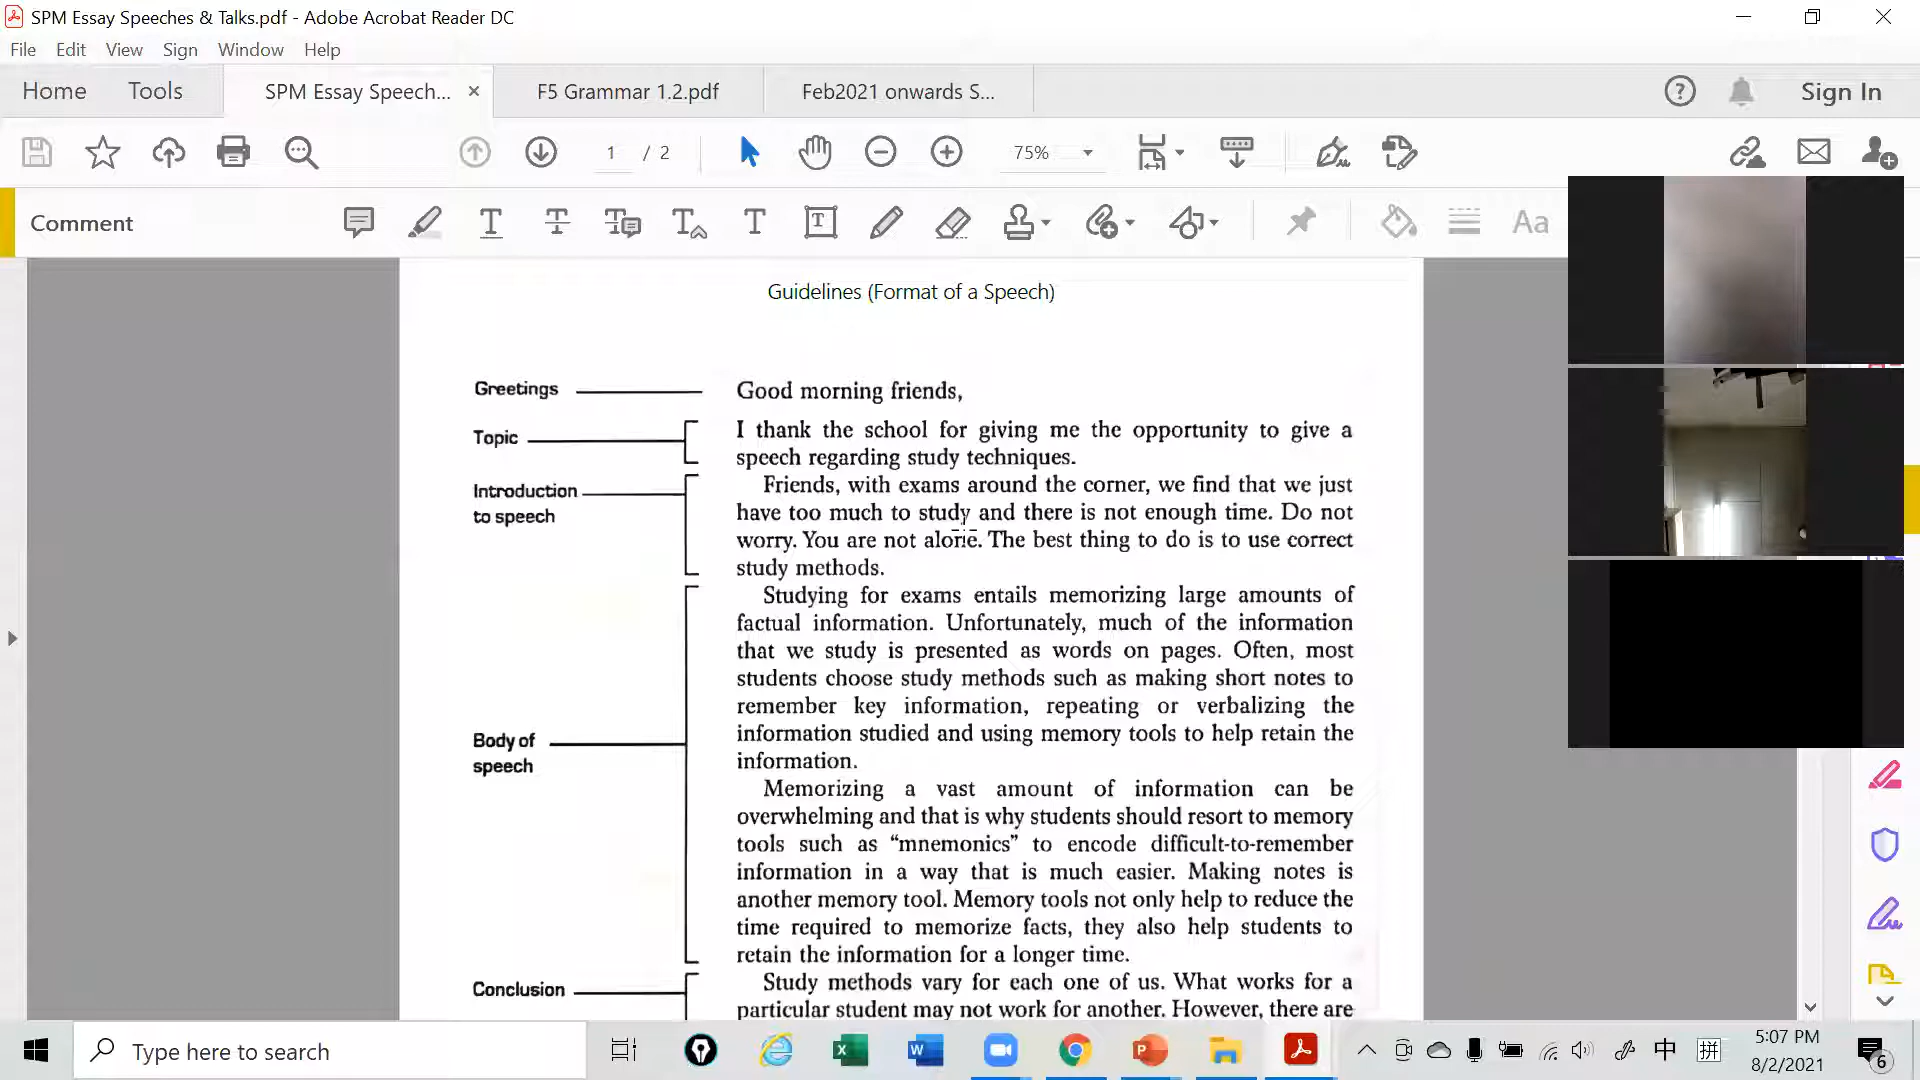 SPM Essay Speeches & Talks.pdf - Adobe Acrobat Reader DC
File Edit View Sign Window Help
Home Tools SPM Essay Speech... × F5 Grammar 1.2.pdf Feb2021 onwards S... Sign In
1 / 2 75%
Comment Aa
Guidelines (Format of a Speech)
Greetings Good morning friends,
Topic
I thank the school for giving me the opportunity to give a
speech regarding study techniques.
Introduction
to speech
Friends, with exams around the corner, we find that we just
have too much to study and there is not enough time. Do not
worry. You are not alone. The best thing to do is to use correct
study methods.
Body of
speech
Studying for exams entails memorizing large amounts of
factual information. Unfortunately, much of the information
that we study is presented as words on pages. Often, most
students choose study methods such as making short notes to
remember key information, repeating or verbalizing the
information studied and using memory tools to help retain the
information.
Memorizing a vast amount of information can be
overwhelming and that is why students should resort to memory
tools such as “mnemonics” to encode difficult-to-remember
information in a way that is much easier. Making notes is
another memory tool. Memory tools not only help to reduce the
time required to memorize facts, they also help students to
retain the information for a longer time.
Conclusion
Study methods vary for each one of us. What works for a
particular student may not work for another. However, there are
Type here to search
中 拼 5:07 PM
8/2/2021
6